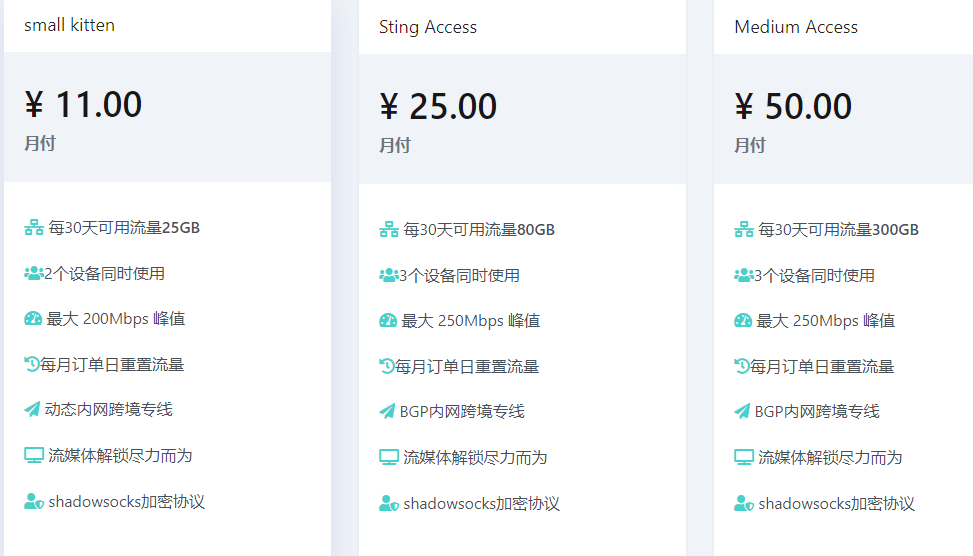 small kitten
¥ 11.00
月付
每30天可用流量25GB
2个设备同时使用
最大 200Mbps 峰值
每月订单日重置流量
动态内网跨境专线
流媒体解锁尽力而为
shadowsocks加密协议
Sting Access
¥ 25.00
月付
每30天可用流量80GB
3个设备同时使用
最大 250Mbps 峰值
每月订单日重置流量
BGP内网跨境专线
流媒体解锁尽力而为
shadowsocks加密协议
Medium Access
¥ 50.00
月付
每30天可用流量300GB
3个设备同时使用
最大 250Mbps 峰值
每月订单日重置流量
BGP内网跨境专线
流媒体解锁尽力而为
shadowsocks加密协议